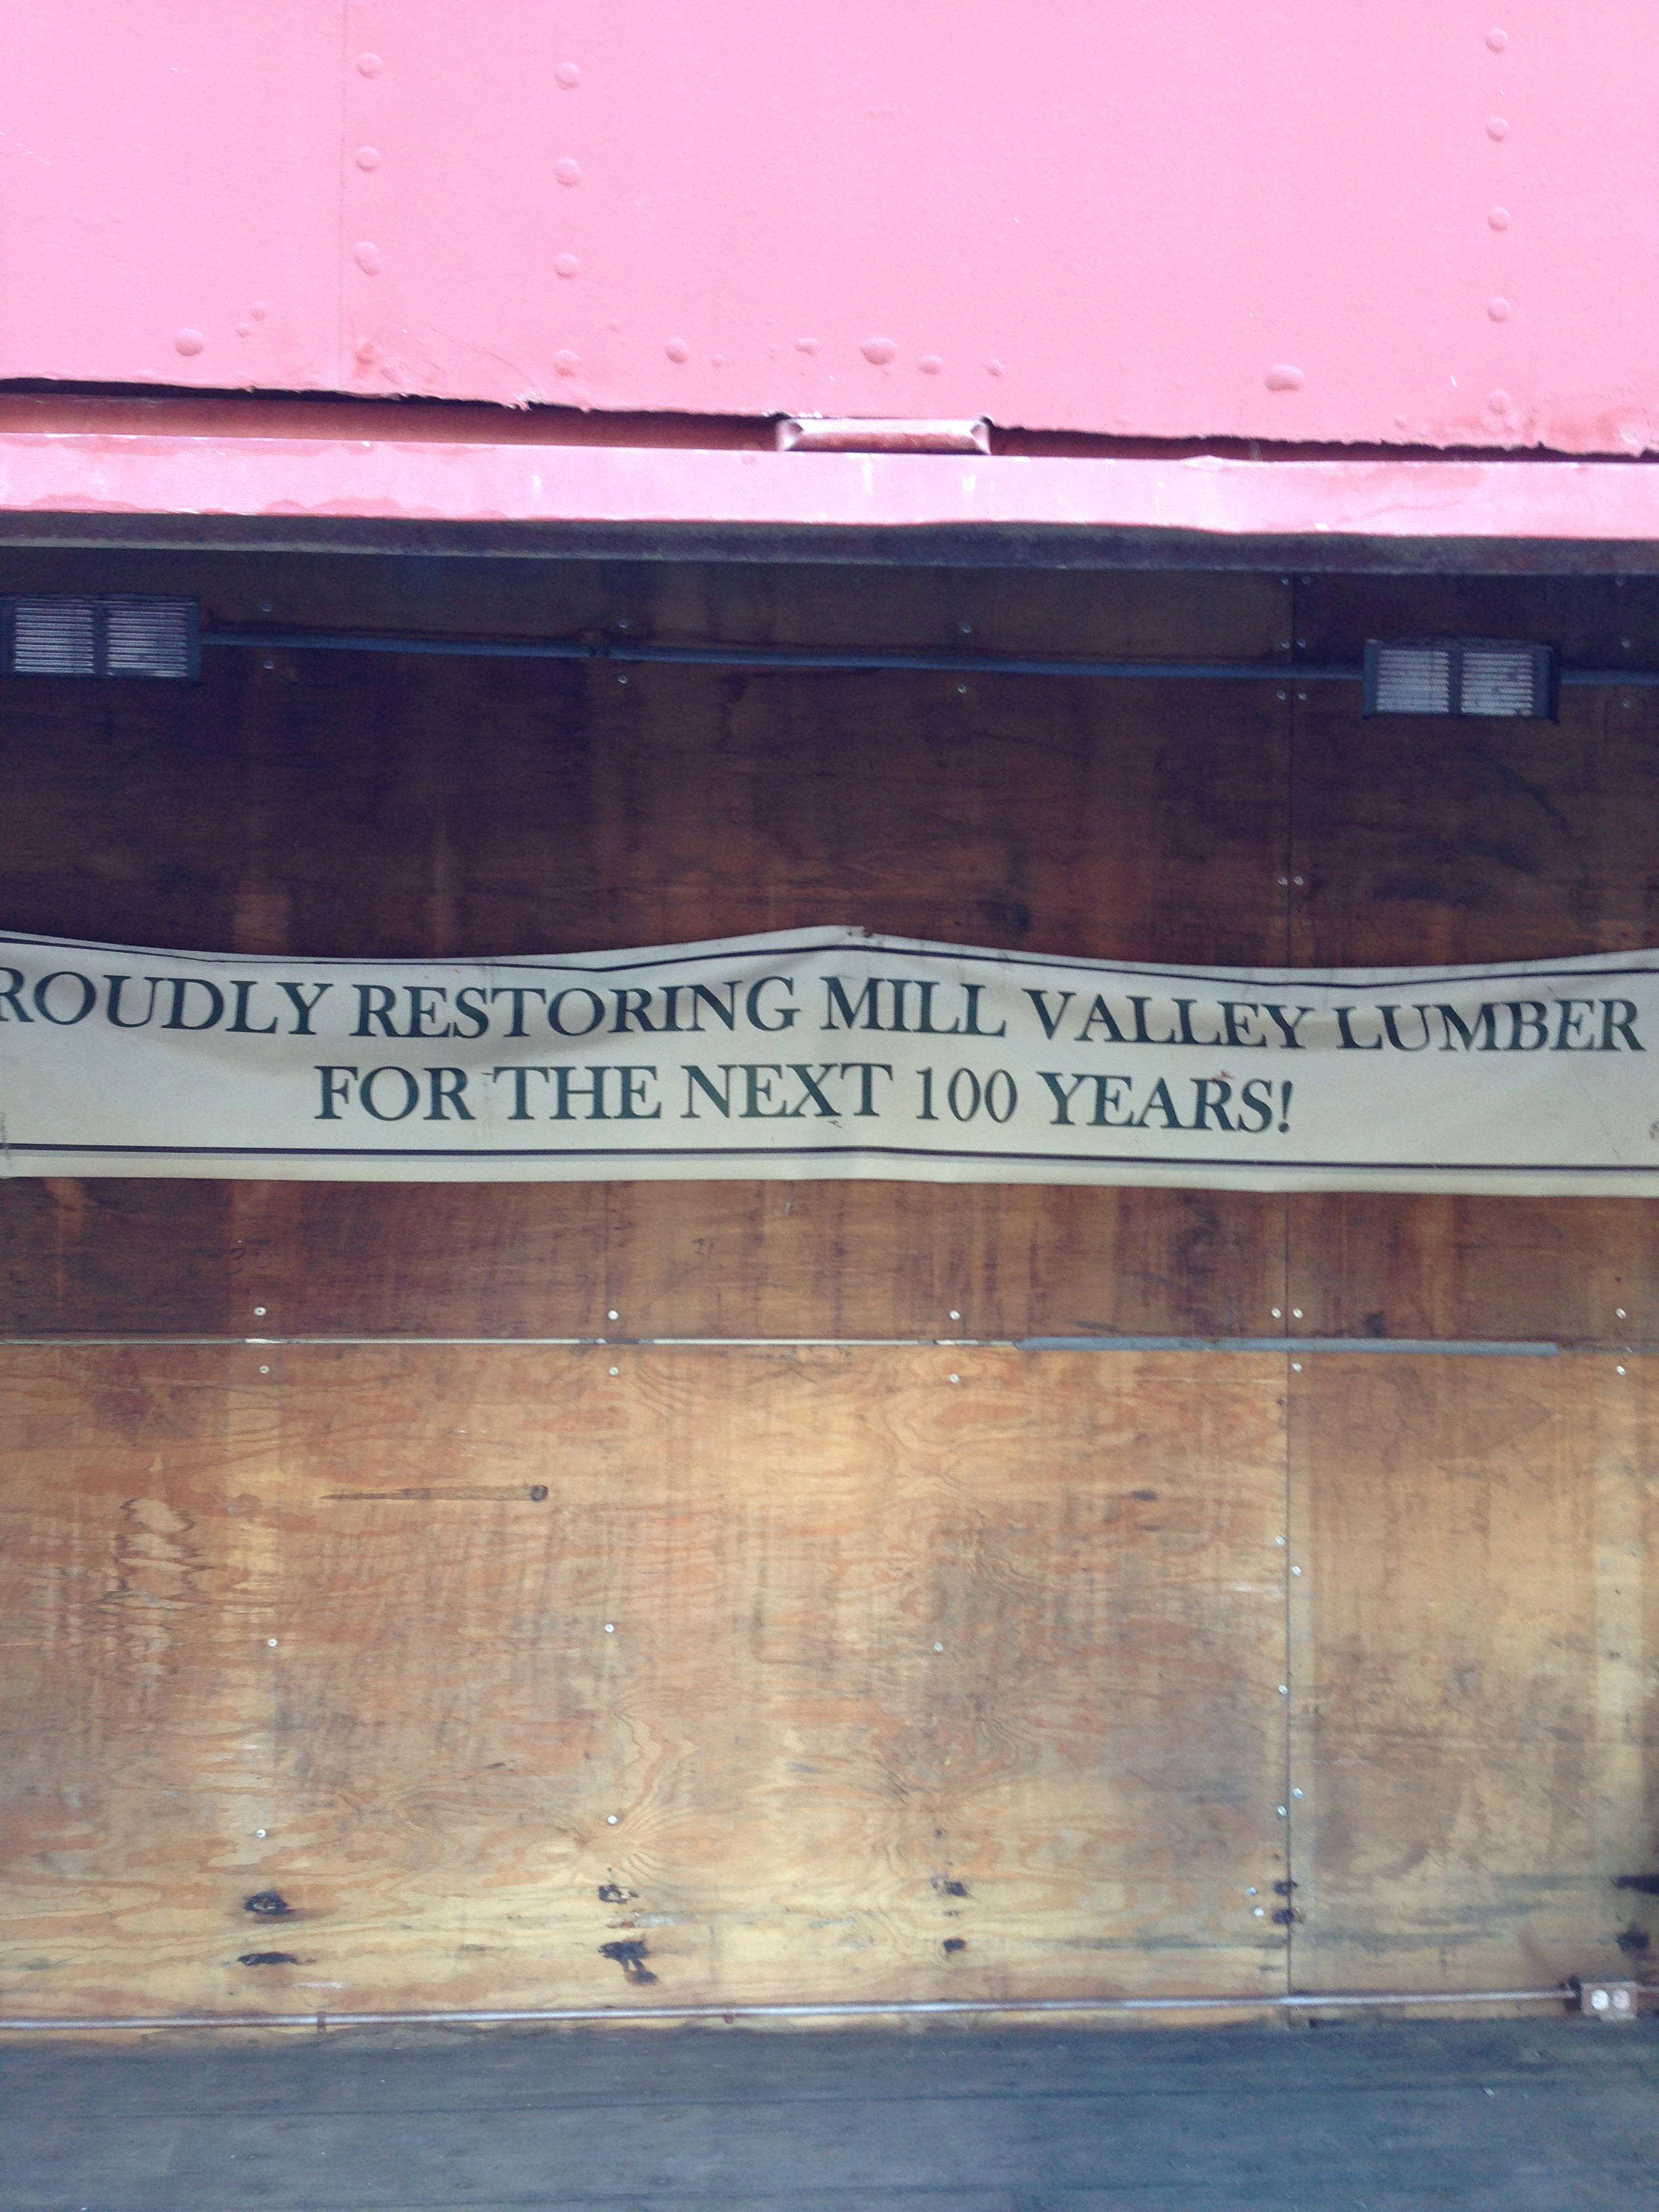 ROUDLY RESTORING MILL VALLEY LUMBER
FOR THE NEXT 100 YEARS!